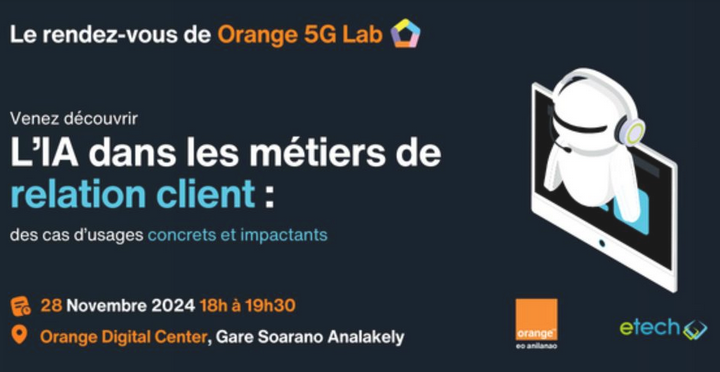 Le rendez-vous de Orange 5G Lab
Venez découvrir
L'IA dans les métiers de
relation client :
des cas d'usages concrets et impactants
28 Novembre 2024 18h à 19h30
Orange Digital Center, Gare Soarano Analakely
orange™
eo anilanao
etech